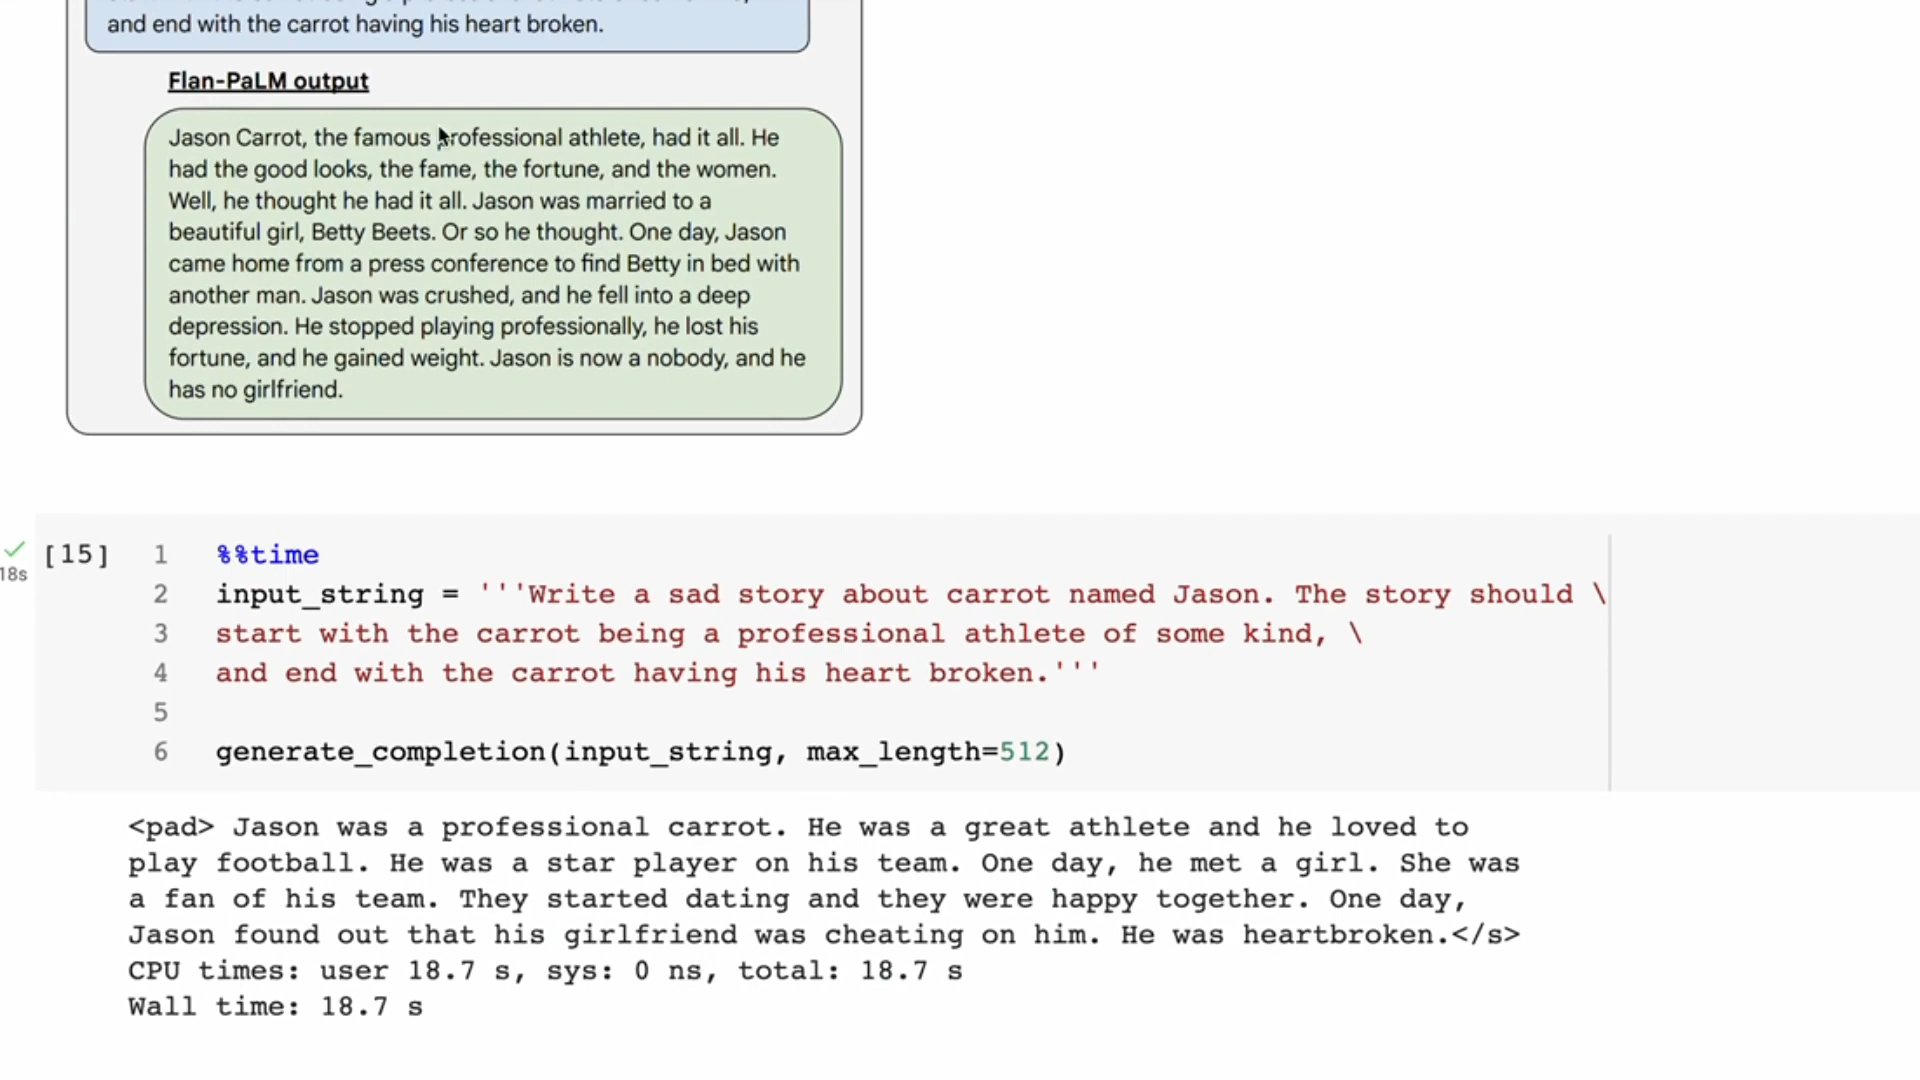 and end with the carrot having his heart broken.
Flan-PaLM output
Jason Carrot, the famous professional athlete, had it all. He
had the good looks, the fame, the fortune, and the women.
Well, he thought he had it all. Jason was married to a
beautiful girl, Betty Beets. Or so he thought. One day, Jason
came home from a press conference to find Betty in bed with
another man. Jason was crushed, and he fell into a deep
depression. He stopped playing professionally, he lost his
fortune, and he gained weight. Jason is now a nobody, and he
has no girlfriend.
18s
[15]
1 %%time
2 input_string = '''Write a sad story about carrot named Jason. The story should \
3 start with the carrot being a professional athlete of some kind, \
4 and end with the carrot having his heart broken.'''
5
6 generate_completion(input_string, max_length=512)
<pad> Jason was a professional carrot. He was a great athlete and he loved to
play football. He was a star player on his team. One day, he met a girl. She was
a fan of his team. They started dating and they were happy together. One day,
Jason found out that his girlfriend was cheating on him. He was heartbroken.</s>
CPU times: user 18.7 s, sys: 0 ns, total: 18.7 s
Wall time: 18.7 s